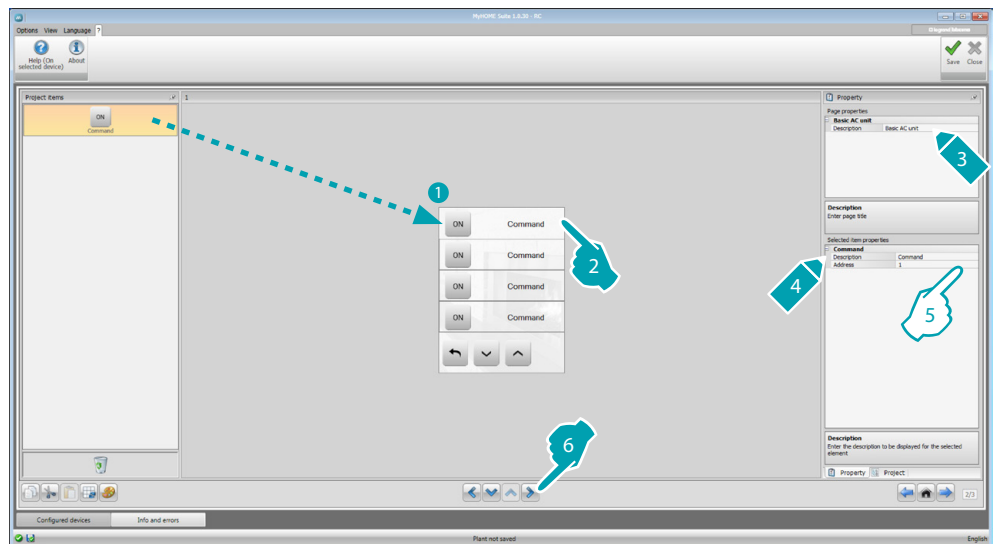 MyHOME Suite 1.0.30 - RC
Options View Language ?
Help (On selected device)
About
Save
Close
Project items
1
Property
ON
Command
Page properties
Basic AC unit
Description Basic AC unit
3
Description
Enter page title
1
ON Command
2
ON Command
ON Command
ON Command
Selected item properties
Command
Description Command
Address 1
4
5
6
Description
Enter the description to be displayed for the selected
element
Property Project
2/3
Configured devices
Info and errors
Plant not saved
English